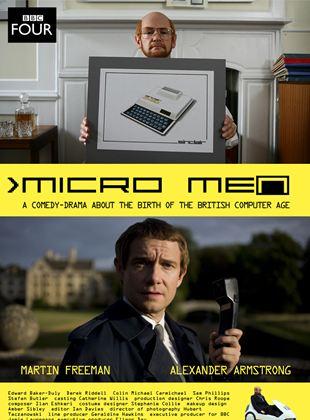 BBC
FOUR
sinclair
>MICRO MEN
A COMEDY-DRAMA ABOUT THE BIRTH OF THE BRITISH COMPUTER AGE
MARTIN FREEMAN ALEXANDER ARMSTRONG
Edward Baker-Duly Derek Riddell Colin Michael Carmichael Sam Phillips
Stefan Butler casting Catherine Willis production designer Chris Roope
composer Ilan Eshkeri costume designer Stephanie Collie makeup design
Amber Sibley editor Ian Davies director of photography Hubert
Taczanowski line producer Geraldine Hawkins executive producer for BBC